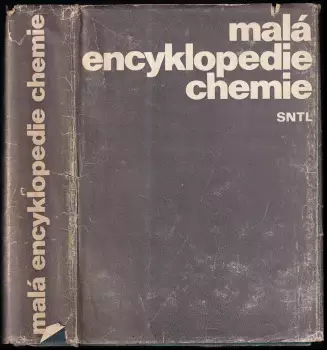 malá encyklopedie chemie
malá
encyklopedie
chemie
SNTL